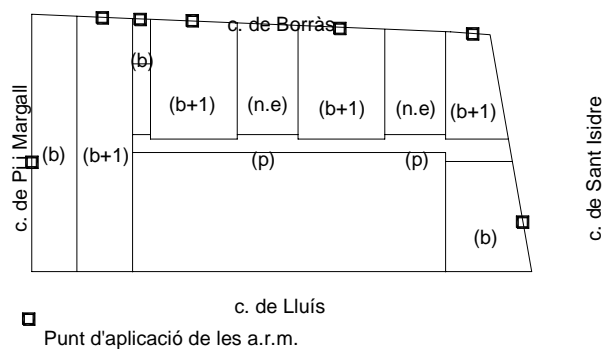 c. de Borràs
(b)
(b+1)
(n.e)
(b+1)
(n.e)
(b+1)
c. de Pi i Margall
(b)
(b+1)
(p)
(p)
c. de Sant Isidre
(b)
c. de Lluís
Punt d'aplicació de les a.r.m.